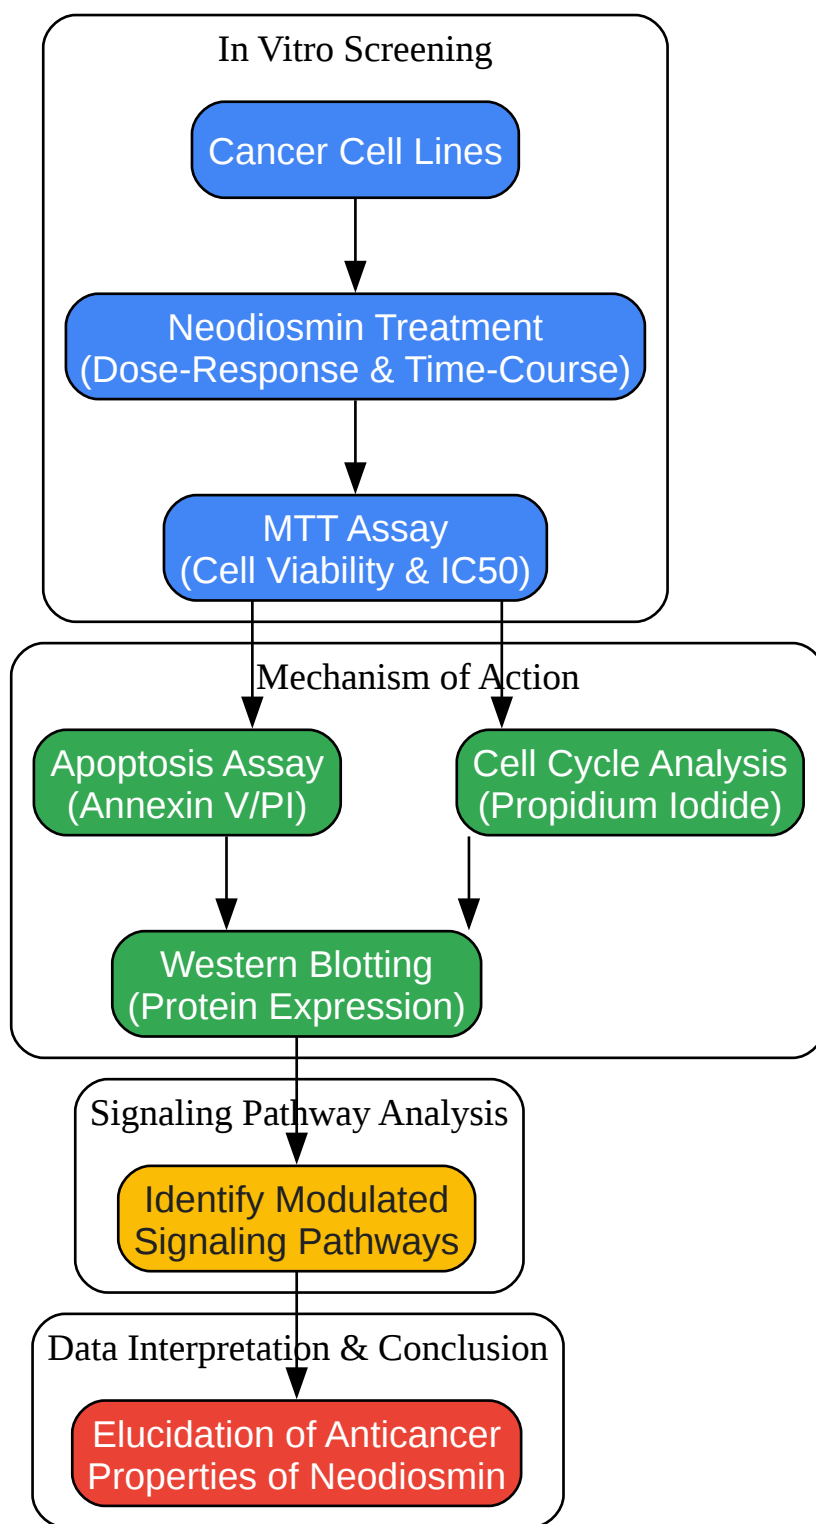 In Vitro Screening
Cancer Cell Lines
Neodiosmin Treatment
(Dose-Response & Time-Course)
MTT Assay
(Cell Viability & IC50)
Mechanism of Action
Apoptosis Assay
(Annexin V/PI)
Cell Cycle Analysis
(Propidium Iodide)
Western Blotting
(Protein Expression)
Signaling Pathway Analysis
Identify Modulated
Signaling Pathways
Data Interpretation & Conclusion
Elucidation of Anticancer
Properties of Neodiosmin